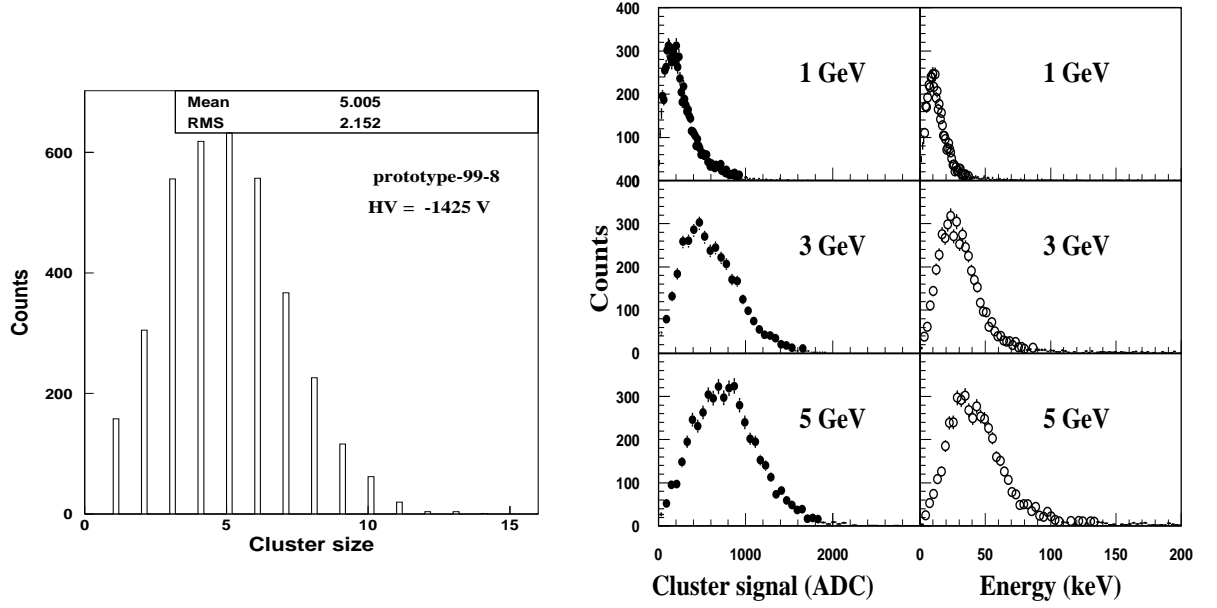 Mean 5.005
RMS 2.152
prototype-99-8
HV = -1425 V
600
400
200
0
Counts
0 5 10 15
Cluster size
400
300
200
100
400
300
200
100
0
300
200
100
0
Counts
1 GeV
1 GeV
3 GeV
3 GeV
5 GeV
5 GeV
0 1000 2000
0 50 100 150 200
Cluster signal (ADC)
Energy (keV)